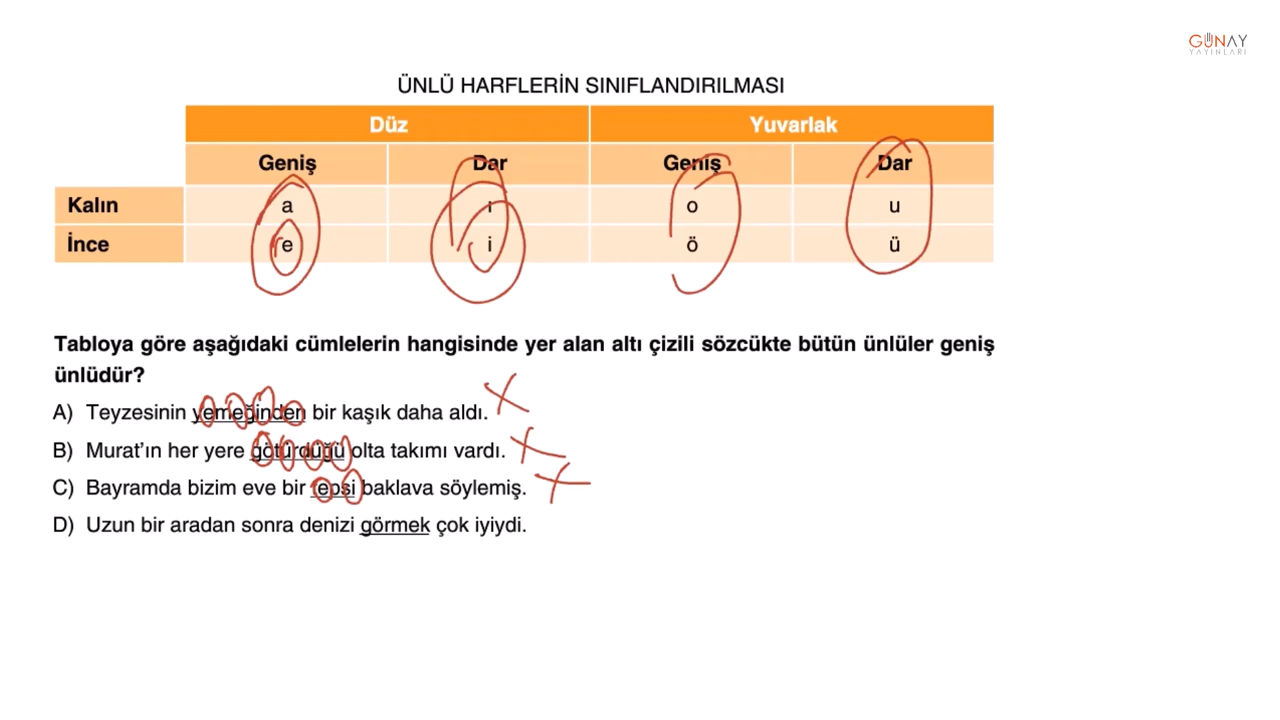 GÜNAY
YAYINLARI
ÜNLÜ HARFLERİN SINIFLANDIRILMASI
Düz Yuvarlak
Geniş Dar Geniş Dar
Kalın a ı o u
İnce e i ö ü
Tabloya göre aşağıdaki cümlelerin hangisinde yer alan altı çizili sözcükte bütün ünlüler geniş
ünlüdür?
A) Teyzesinin yemeğinden bir kaşık daha aldı.
B) Murat’ın her yere götürdüğü olta takımı vardı.
C) Bayramda bizim eve bir tepsi baklava söylemiş.
D) Uzun bir aradan sonra denizi görmek çok iyiydi.